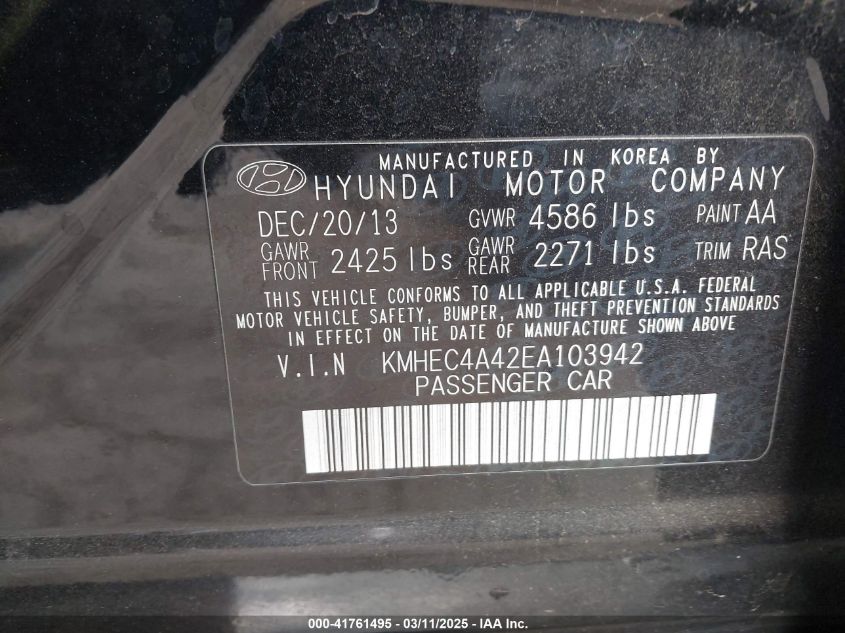 MANUFACTURED IN KOREA BY
HYUNDAI MOTOR COMPANY
DEC/20/13 GVWR 4586 lbs PAINT AA
GAWR FRONT 2425 lbs GAWR REAR 2271 lbs TRIM RAS
THIS VEHICLE CONFORMS TO ALL APPLICABLE U.S.A. FEDERAL
MOTOR VEHICLE SAFETY, BUMPER, AND THEFT PREVENTION STANDARDS
IN EFFECT ON THE DATE OF MANUFACTURE SHOWN ABOVE
V.I.N KMHEC4A42EA103942
PASSENGER CAR
000-41761495 - 03/11/2025 - IAA Inc.